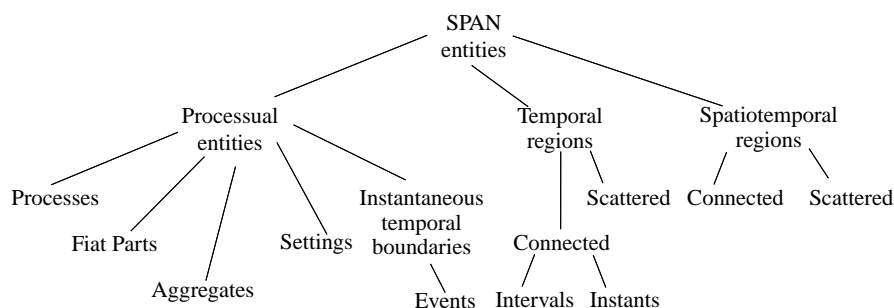 SPAN
entities
Processual
entities
Temporal
regions
Spatiotemporal
regions
Processes
Fiat Parts
Aggregates
Settings
Instantaneous
temporal
boundaries
Events
Scattered
Connected
Intervals
Instants
Connected
Scattered